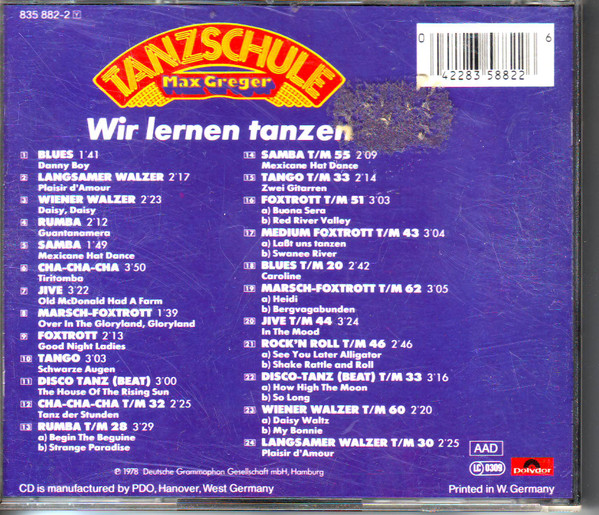 835 882-2 Y
TANZSCHULE
Max Greger
Wir lernen tanzen
0 42283 58822 6
1 BLUES 1'41
Danny Boy
2 LANGSAMER WALZER 2'17
Plaisir d'Amour
3 WIENER WALZER 2'23
Daisy, Daisy
4 RUMBA 2'12
Guantanamera
5 SAMBA 1'49
Mexicane Hat Dance
6 CHA-CHA-CHA 3'50
Tiritomba
7 JIVE 3'22
Old McDonald Had A Farm
8 MARSCH-FOXTROTT 1'39
Over In The Gloryland, Gloryland
9 FOXTROTT 2'13
Good Night Ladies
10 TANGO 3'03
Schwarze Augen
11 DISCO TANZ (BEAT) 3'00
The House Of The Rising Sun
12 CHA-CHA-CHA T/M 32 2'25
Tanz der Stunden
13 RUMBA T/M 28 3'29
a) Begin The Beguine
b) Strange Paradise
14 SAMBA T/M 55 2'09
Mexicane Hat Dance
15 TANGO T/M 33 2'14
Zwei Gitarren
16 FOXTROTT T/M 51 3'03
a) Buona Sera
b) Red River Valley
17 MEDIUM FOXTROTT T/M 43 3'04
a) Laßt uns tanzen
b) Swanee River
18 BLUES T/M 20 2'42
Caroline
19 MARSCH-FOXTROTT T/M 62 3'05
a) Heidi
b) Bergvagabunden
20 JIVE T/M 44 3'24
In The Mood
21 ROCK'N ROLL T/M 46 2'46
a) See You Later Alligator
b) Shake Rattle and Roll
22 DISCO-TANZ (BEAT) T/M 33 3'16
a) How High The Moon
b) So Long
23 WIENER WALZER T/M 60 2'20
a) Daisy Waltz
b) My Bonnie
24 LANGSAMER WALZER T/M 30 2'25
Plaisir d'Amour
AAD
LC 0309
Polydor
℗ 1978 Deutsche Grammophon Gesellschaft mbH, Hamburg
CD is manufactured by PDO, Hanover, West Germany
Printed in W. Germany